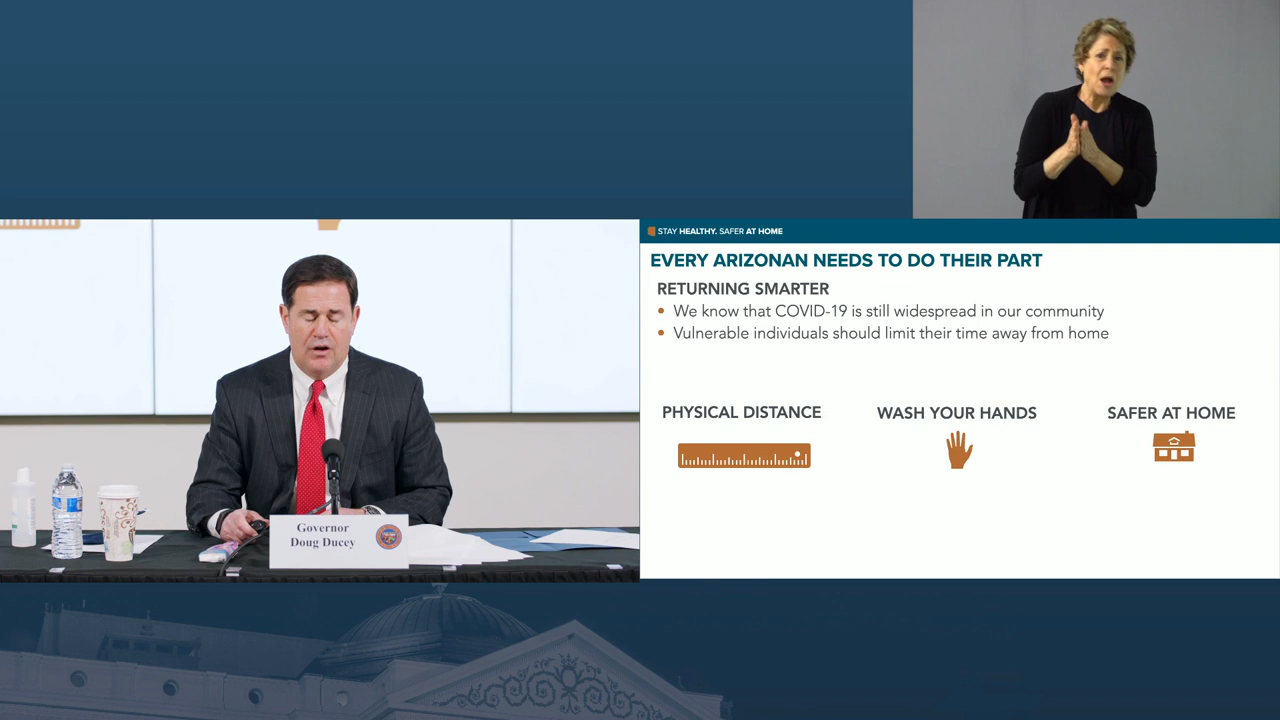 STAY HEALTHY. SAFER AT HOME
EVERY ARIZONAN NEEDS TO DO THEIR PART
RETURNING SMARTER
• We know that COVID-19 is still widespread in our community
• Vulnerable individuals should limit their time away from home
PHYSICAL DISTANCE
WASH YOUR HANDS
SAFER AT HOME
Governor
Doug Ducey